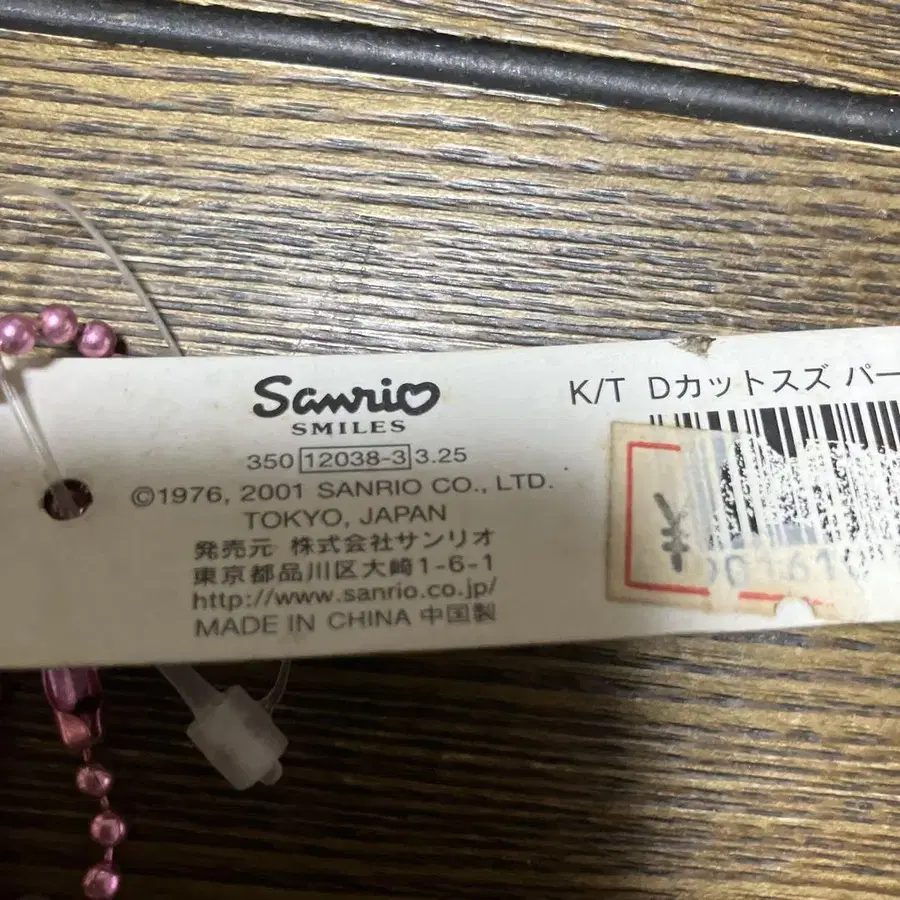 Sanrio
SMILES
350 12038-3 3.25
©1976, 2001 SANRIO CO., LTD.
TOKYO, JAPAN
発売元 株式会社サンリオ
東京都品川区大崎1-6-1
http://www.sanrio.co.jp/
MADE IN CHINA 中国製
K/T Dカットスズ パー
¥